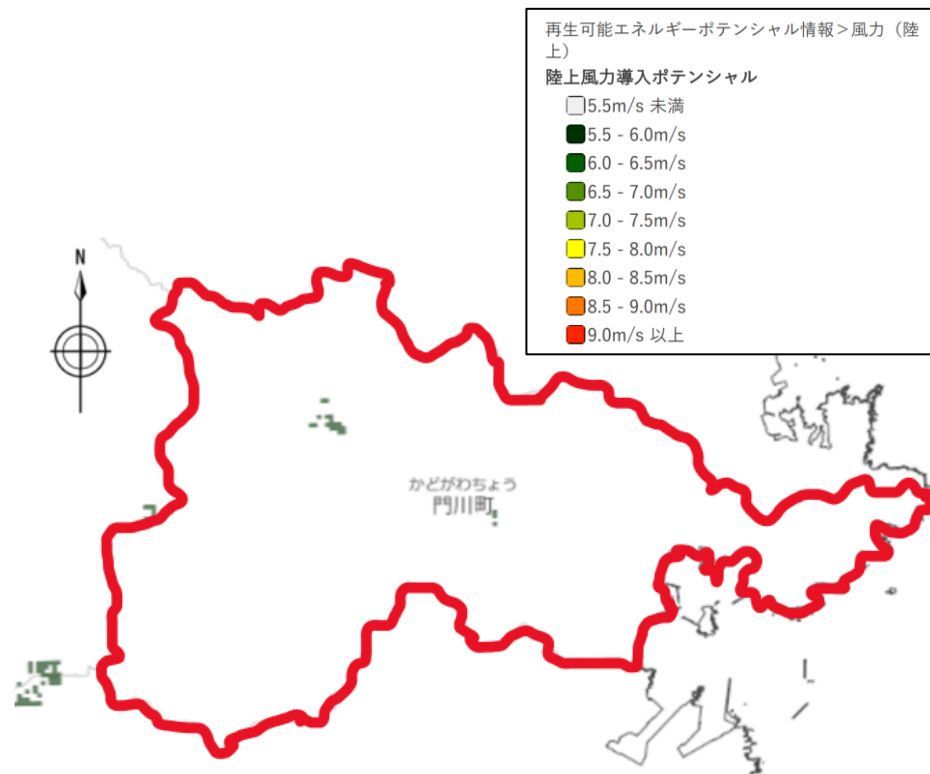 再生可能エネルギーポテンシャル情報＞風力（陸
上）
陸上風力導入ポテンシャル
5.5m/s 未満
5.5 - 6.0m/s
6.0 - 6.5m/s
6.5 - 7.0m/s
7.0 - 7.5m/s
7.5 - 8.0m/s
8.0 - 8.5m/s
8.5 - 9.0m/s
9.0m/s 以上
N
かどがわちょう
門川町